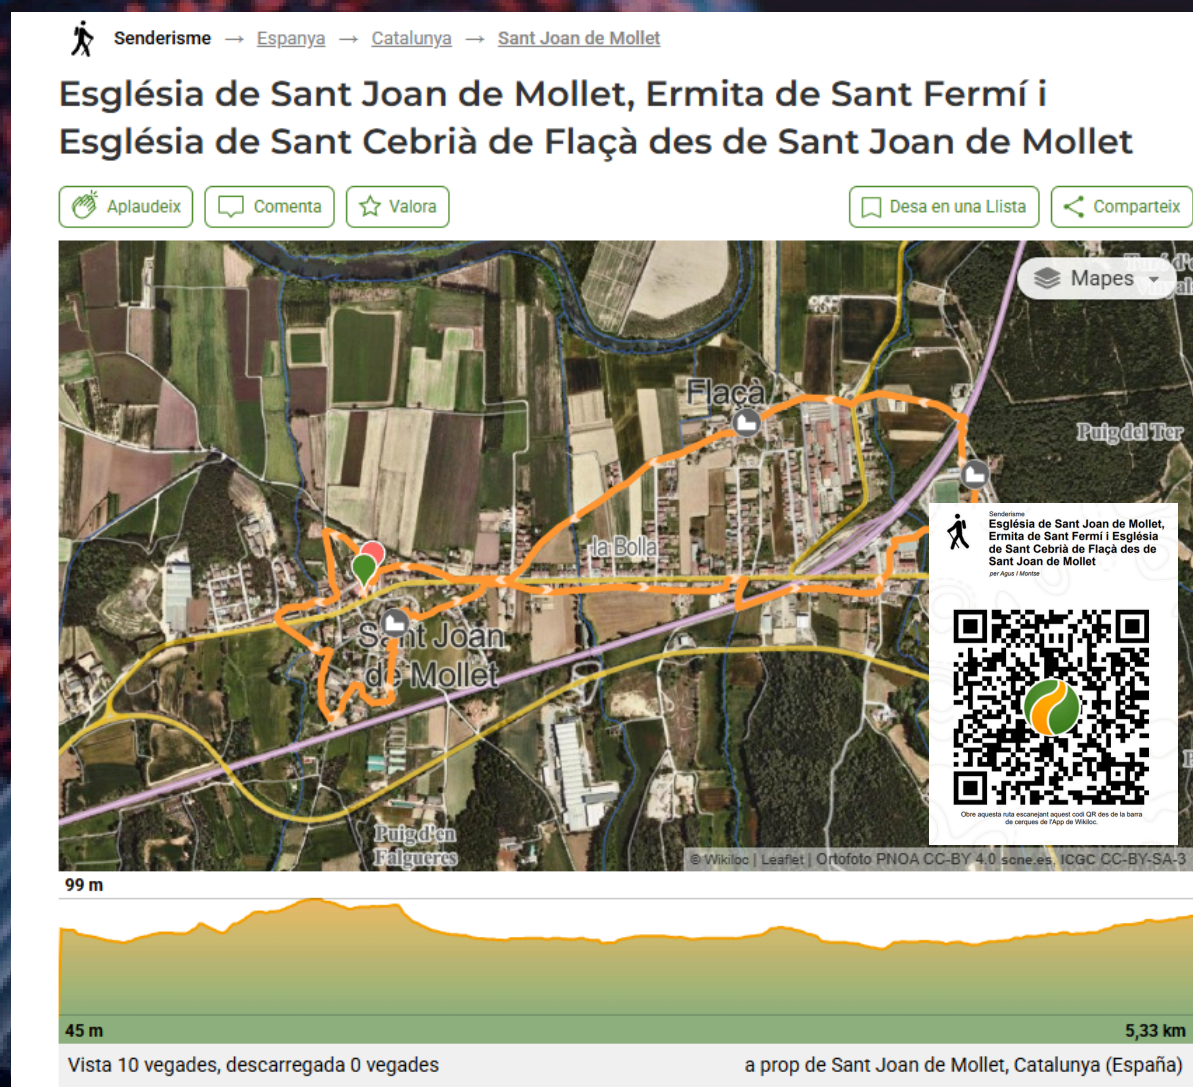 Senderisme → Espanya → Catalunya → Sant Joan de Mollet
Església de Sant Joan de Mollet, Ermita de Sant Fermí i
Església de Sant Cebrià de Flaçà des de Sant Joan de Mollet
Aplaudeix
Comenta
Valora
Desa en una Llista
Comparteix
Mapes
Flaçà
Puig del Ter
la Bolla
Sant Joan
de Mollet
Puig d'en
Falgueres
Senderisme
Església de Sant Joan de Mollet,
Ermita de Sant Fermí i Església
de Sant Cebrià de Flaçà des de
Sant Joan de Mollet
per Agus i Montse
Obre aquesta ruta escanejant aquest codi QR des de la barra
de cerques de l'App de Wikiloc.
© Wikiloc | Leaflet | Ortofoto PNOA CC-BY 4.0 scne.es, ICGC CC-BY-SA-3
99 m
45 m
5,33 km
Vista 10 vegades, descarregada 0 vegades
a prop de Sant Joan de Mollet, Catalunya (España)